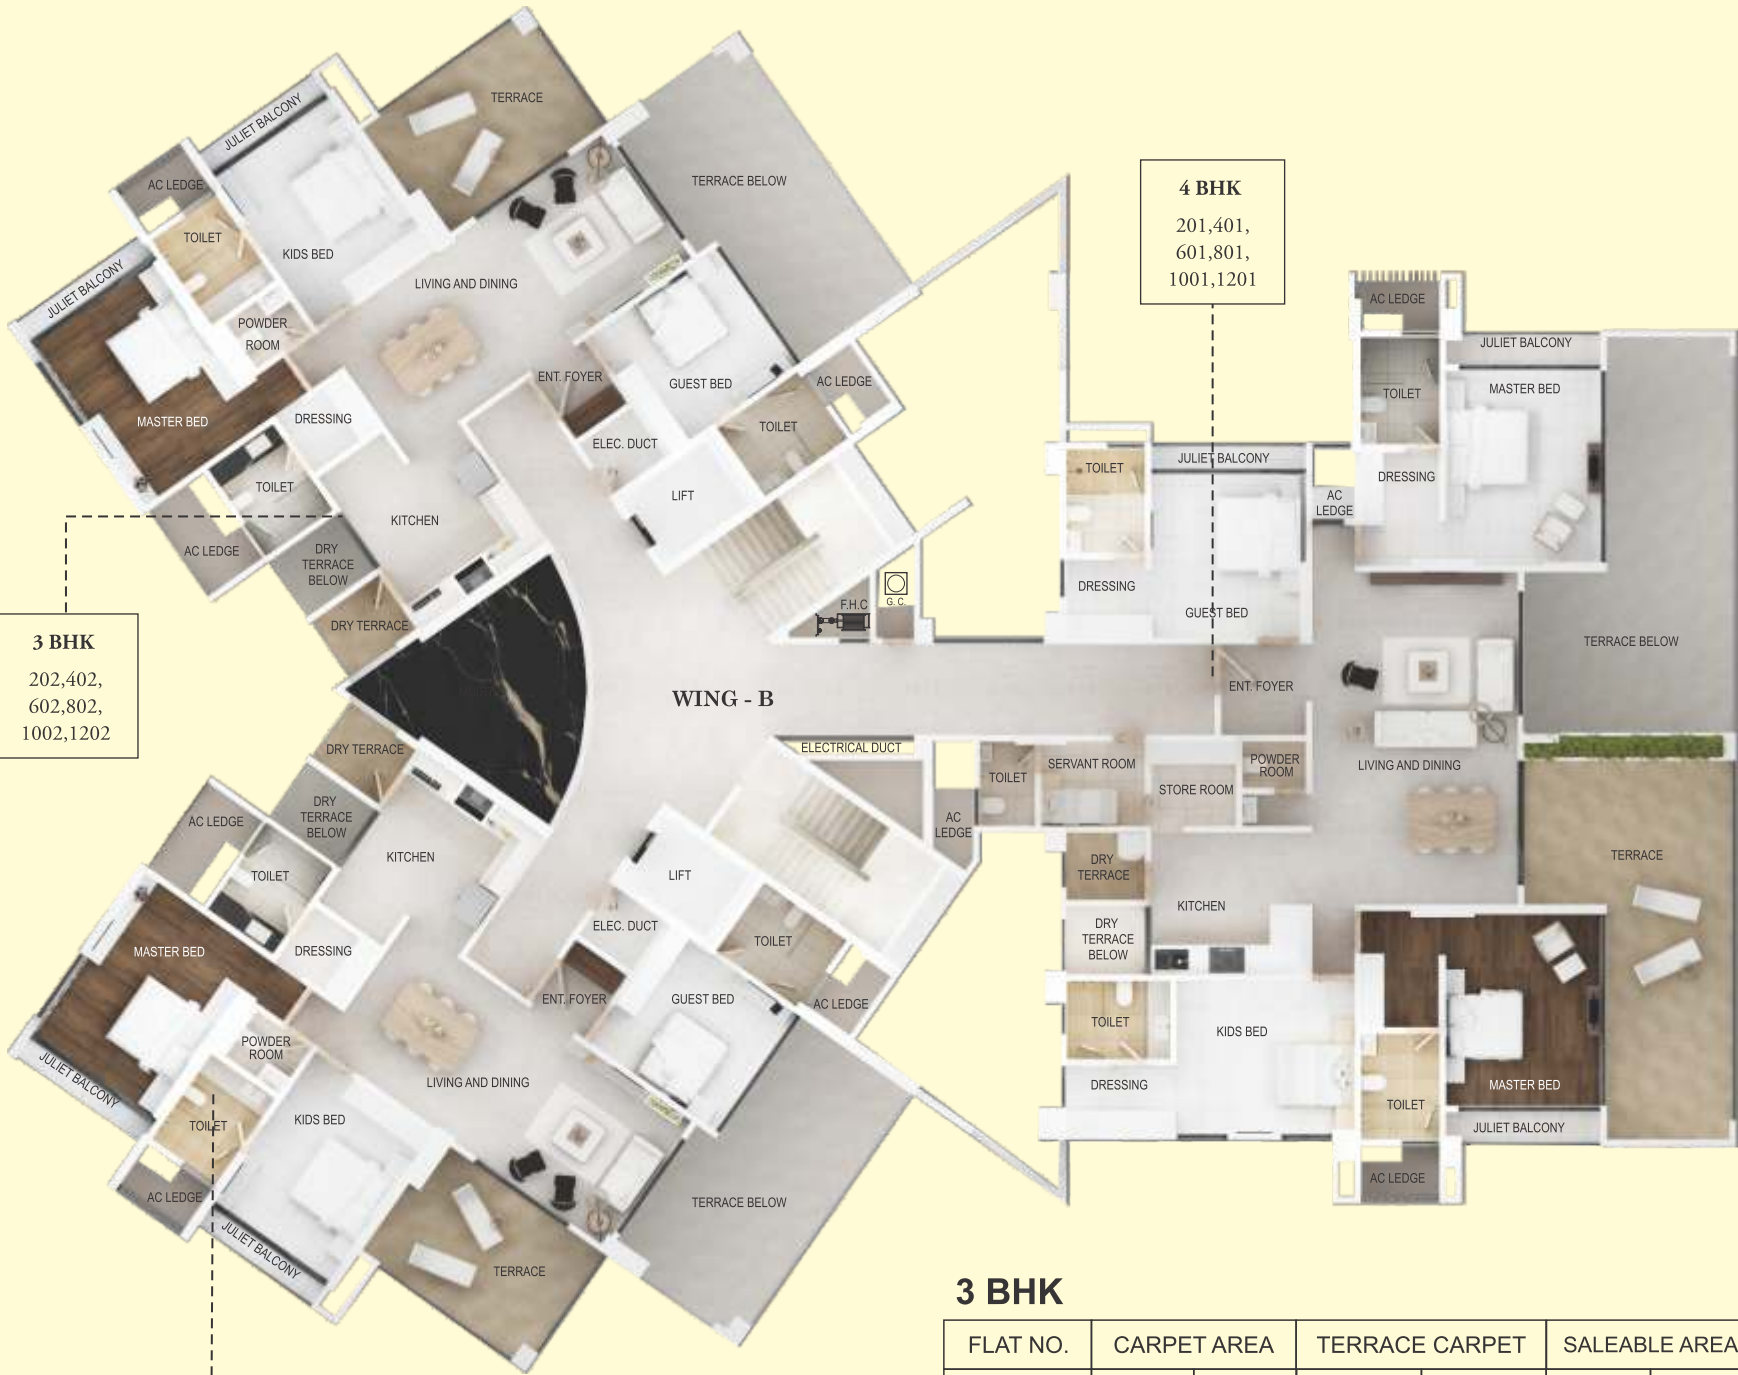 TERRACE
JULIET BALCONY
AC LEDGE
TERRACE BELOW
TOILET
KIDS BED
JULIET BALCONY
LIVING AND DINING
POWDER
ROOM
MASTER BED
DRESSING
ENT. FOYER
GUEST BED
AC LEDGE
ELEC. DUCT
TOILET
TOILET
LIFT
KITCHEN
AC LEDGE
DRY
TERRACE
BELOW
DRY TERRACE
F.H.C
G. C.
3 BHK
202,402,
602,802,
1002,1202
4 BHK
201,401,
601,801,
1001,1201
AC LEDGE
JULIET BALCONY
MASTER BED
TOILET
TOILET
JULIET BALCONY
DRESSING
AC
LEDGE
DRESSING
GUEST BED
TERRACE BELOW
ENT. FOYER
WING - B
ELECTRICAL DUCT
TOILET
SERVANT ROOM
STORE ROOM
POWDER
ROOM
LIVING AND DINING
AC
LEDGE
DRY
TERRACE
TERRACE
KITCHEN
DRY
TERRACE
BELOW
TOILET
KIDS BED
DRESSING
MASTER BED
TOILET
JULIET BALCONY
AC LEDGE
DRY TERRACE
DRY
TERRACE
BELOW
AC LEDGE
KITCHEN
TOILET
LIFT
ELEC. DUCT
TOILET
MASTER BED
DRESSING
ENT. FOYER
GUEST BED
AC LEDGE
POWDER
ROOM
JULIET BALCONY
LIVING AND DINING
TOILET
KIDS BED
AC LEDGE
JULIET BALCONY
TERRACE BELOW
TERRACE
3 BHK
FLAT NO. CARPET AREA TERRACE CARPET SALEABLE AREA